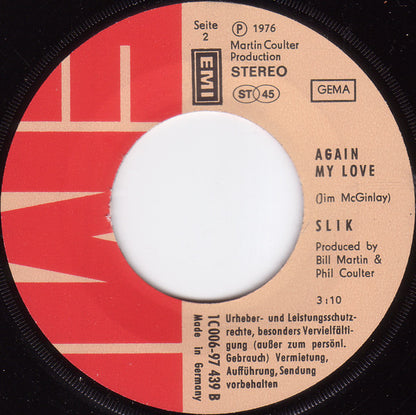 Seite
2
℗ 1976
Martin Coulter
Production
STEREO
EMI
ST 45
GEMA
AGAIN
MY LOVE
(Jim McGinlay)
SLIK
Produced by
Bill Martin &
Phil Coulter
3:10
Urheber- und Leistungsschutz-
rechte, besonders Vervielfälti-
gung (außer zum persönl.
Gebrauch) Vermietung,
Aufführung, Sendung
vorbehalten
1C006-97 439 B
Made in Germany